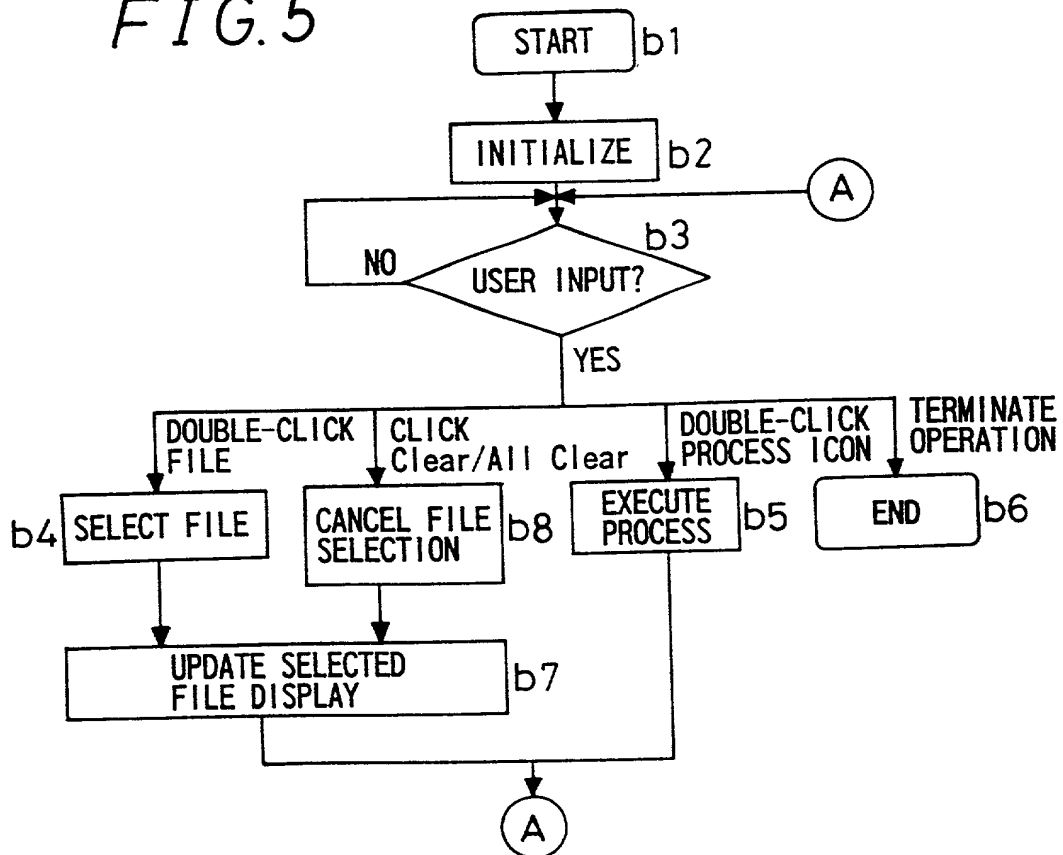 FIG. 5
START b1
INITIALIZE b2
A
b3
NO
USER INPUT?
YES
DOUBLE-CLICK
FILE
CLICK
Clear/All Clear
DOUBLE-CLICK
PROCESS ICON
TERMINATE
OPERATION
b4 SELECT FILE
CANCEL FILE
SELECTION
b8
EXECUTE
PROCESS
b5
END b6
UPDATE SELECTED
FILE DISPLAY
b7
A